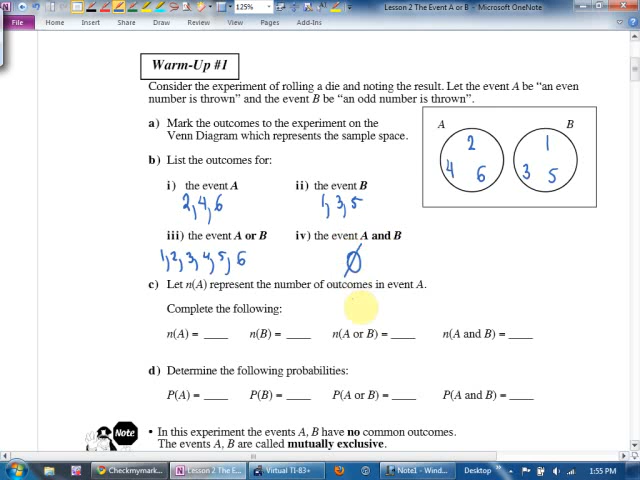 Lesson 2 The Event A or B - Microsoft OneNote
125%
File Home Insert Share Draw Review View Page Add-Ins
Warm-Up #1
Consider the experiment of rolling a die and noting the result. Let the event A be “an even
number is thrown” and the event B be “an odd number is thrown”.
a) Mark the outcomes to the experiment on the
Venn Diagram which represents the sample space.
A B
2 1
4 6 3 5
b) List the outcomes for:
i) the event A ii) the event B
2,4,6 1,3,5
iii) the event A or B iv) the event A and B
1,2,3,4,5,6 Ø
c) Let n(A) represent the number of outcomes in event A.
Complete the following:
n(A) = ____ n(B) = ____ n(A or B) = ____ n(A and B) = ____
d) Determine the following probabilities:
P(A) = ____ P(B) = ____ P(A or B) = ____ P(A and B) = ____
Note
• In this experiment the events A, B have no common outcomes.
The events A, B are called mutually exclusive.
Checkmymark... Lesson 2 The E... Virtual TI-83+ Note1 - Wind... Desktop » 1:55 PM